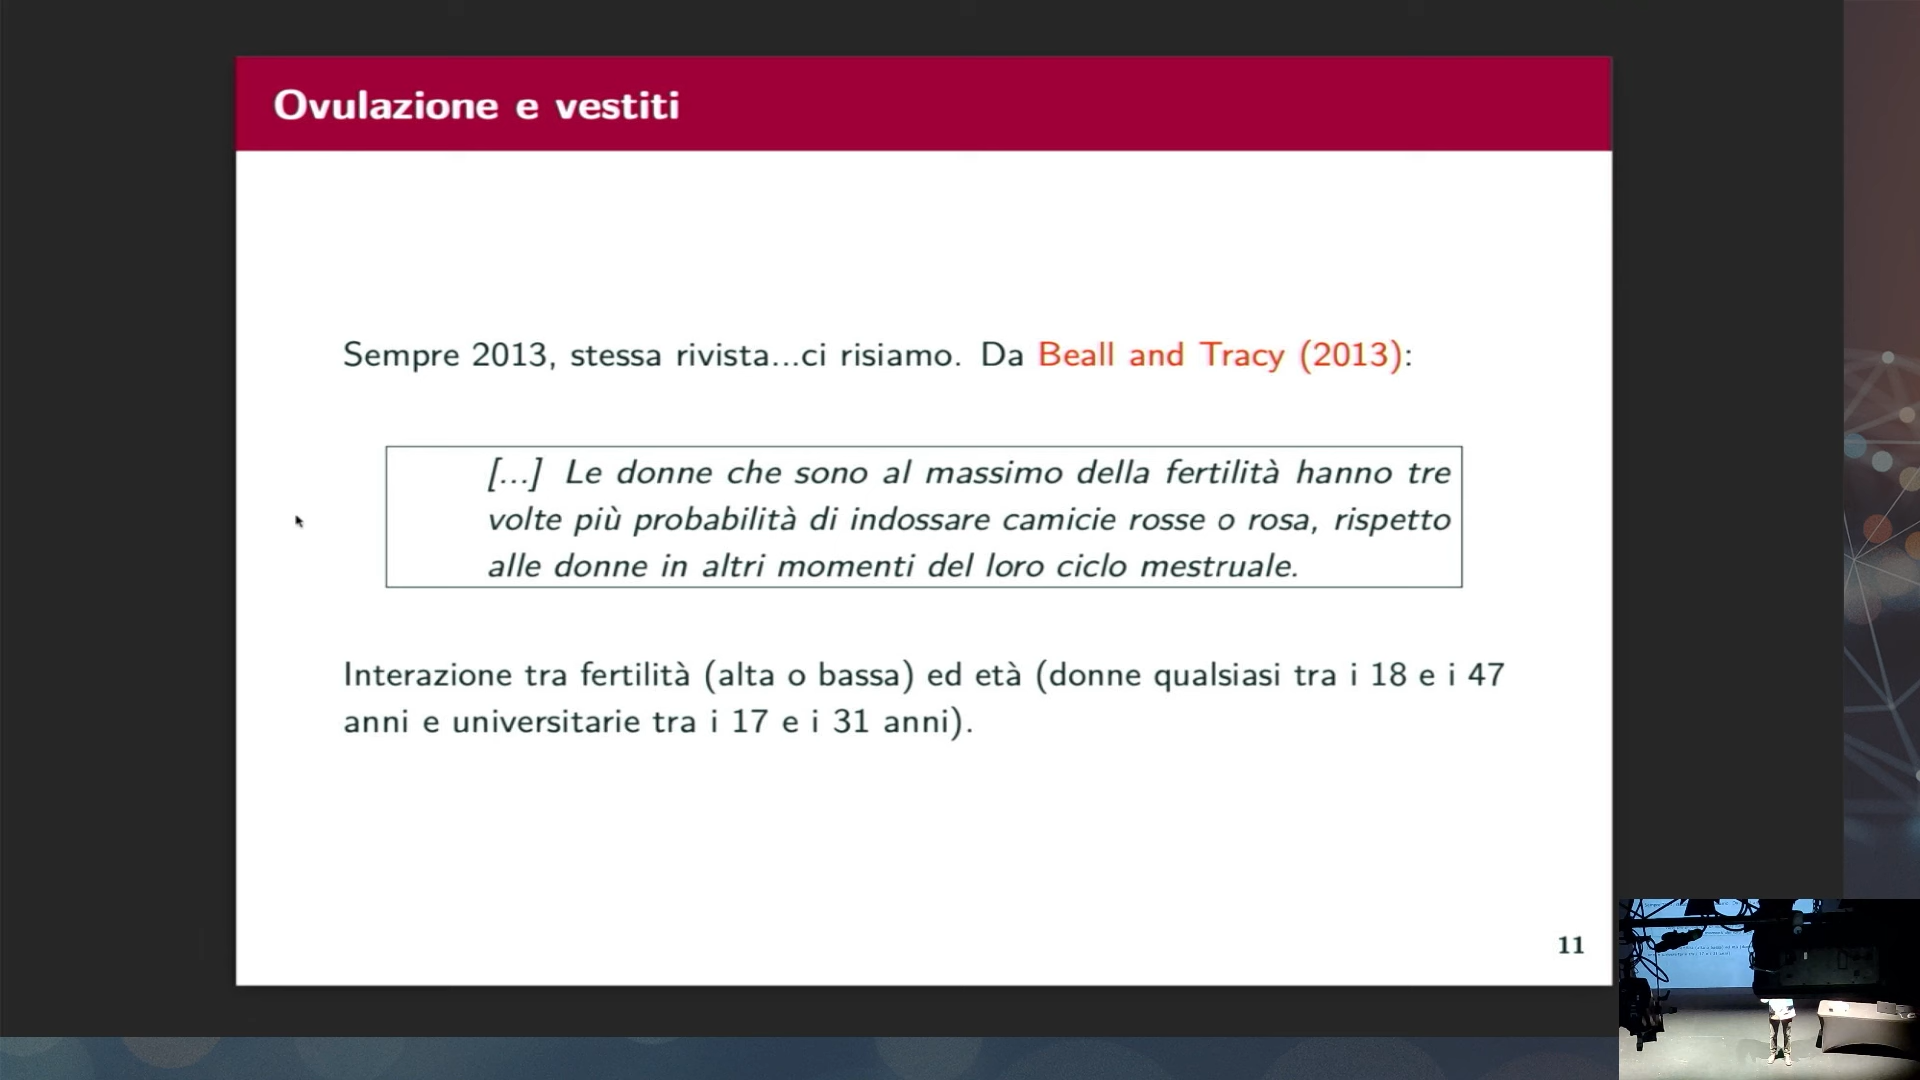 Ovulazione e vestiti
Sempre 2013, stessa rivista...ci risiamo. Da Beall and Tracy (2013):
[...] Le donne che sono al massimo della fertilità hanno tre
volte più probabilità di indossare camicie rosse o rosa, rispetto
alle donne in altri momenti del loro ciclo mestruale.
Interazione tra fertilità (alta o bassa) ed età (donne qualsiasi tra i 18 e i 47
anni e universitarie tra i 17 e i 31 anni).
11